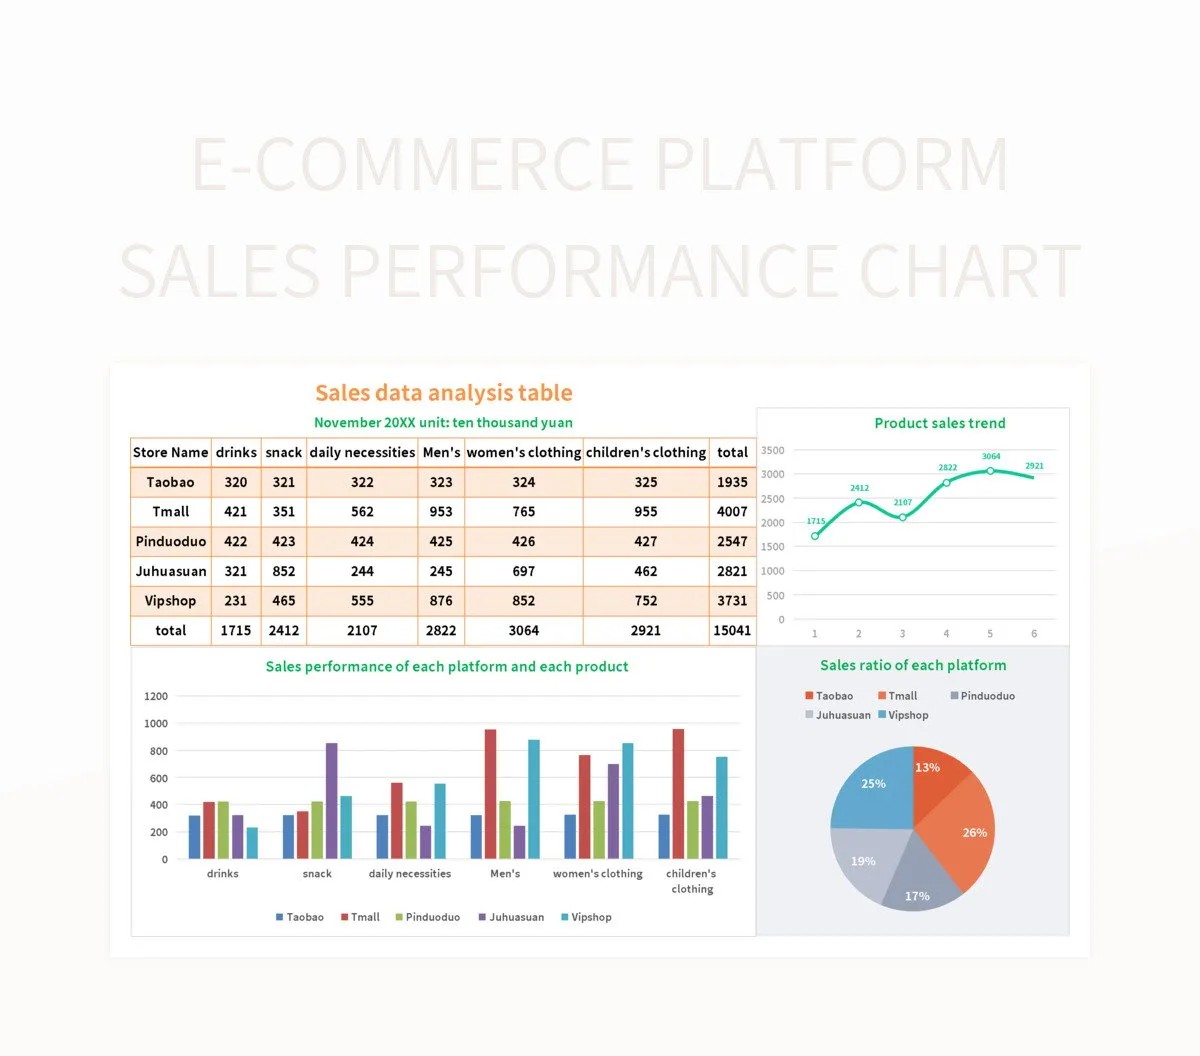 E-COMMERCE PLATFORM
SALES PERFORMANCE CHART
Sales data analysis table
November 20XX unit: ten thousand yuan
Store Name drinks snack daily necessities Men's women's clothing children's clothing total
Taobao 320 321 322 323 324 325 1935
Tmall 421 351 562 953 765 955 4007
Pinduoduo 422 423 424 425 426 427 2547
Juhuasuan 321 852 244 245 697 462 2821
Vipshop 231 465 555 876 852 752 3731
total 1715 2412 2107 2822 3064 2921 15041
Product sales trend
3500
3000
2500
2000
1500
1000
500
0
1715 2412 2107 2822 3064 2921
1 2 3 4 5 6
Sales performance of each platform and each product
1200
1000
800
600
400
200
0
drinks snack daily necessities Men's women's clothing children's
clothing
Taobao Tmall Pinduoduo Juhuasuan Vipshop
Sales ratio of each platform
Taobao Tmall Pinduoduo
Juhuasuan Vipshop
13%
25%
26%
19%
17%